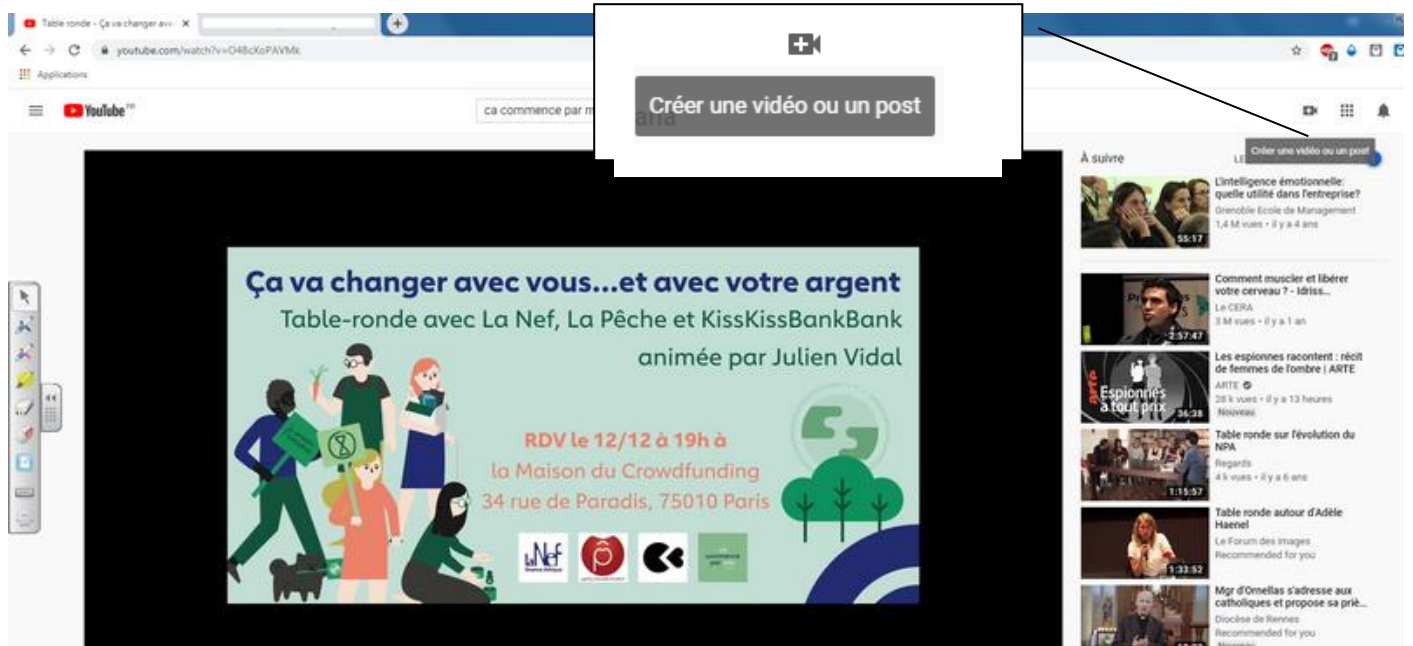 Table ronde - Ça va changer ave
youtube.com/watch?v=O4BcXoPAVMk
Applications
YouTube FR
ca commence par m
Créer une vidéo ou un post
Créer une vidéo ou un post
Ça va changer avec vous...et avec votre argent
Table-ronde avec La Nef, La Pêche et KissKissBankBank
animée par Julien Vidal
RDV le 12/12 à 19h à
la Maison du Crowdfunding
34 rue de Paradis, 75010 Paris
la Nef
À suivre
L'intelligence émotionnelle:
quelle utilité dans l'entreprise?
Grenoble Ecole de Management
1,4 M vues • il y a 4 ans
55:17
Comment muscler et libérer
votre cerveau ? - Idriss...
Le CERA
3 M vues • il y a 1 an
2:57:47
Les espionnes racontent : récit
de femmes de l'ombre | ARTE
ARTE
28 k vues • il y a 13 heures
Nouveau
arte
Espionnes
à tout prix
36:38
Table ronde sur l'évolution du
NPA
Regards
4 k vues • il y a 6 ans
1:15:57
Table ronde autour d'Adèle
Haenel
Le Forum des images
Recommended for you
1:33:52
Mgr d'Ornellas s'adresse aux
catholiques et propose sa priè...
Diocèse de Rennes
Recommended for you
Nouveau